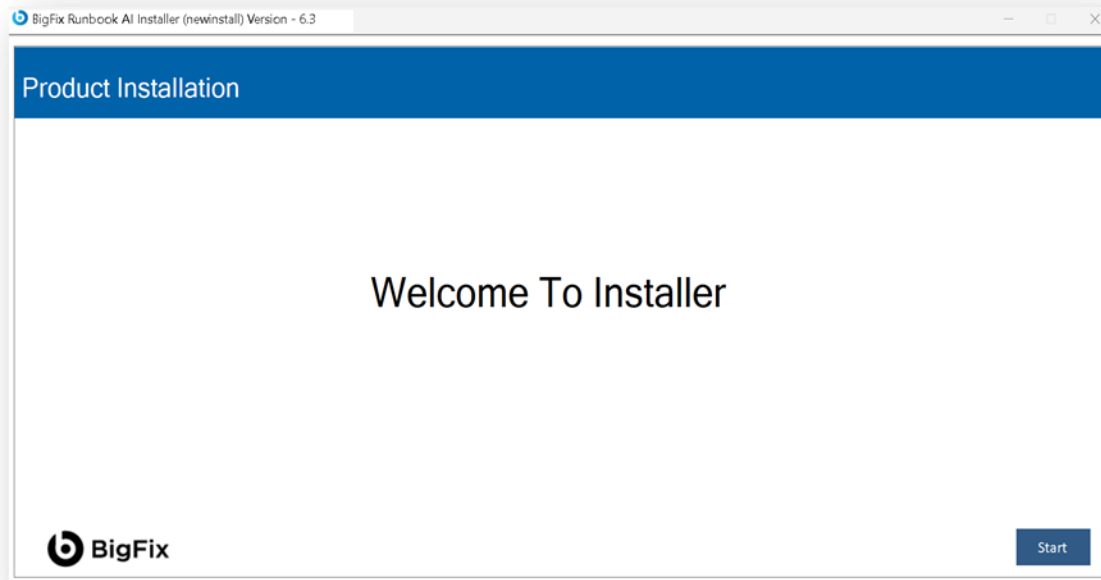 BigFix Runbook AI Installer (newinstall) Version - 6.3
Product Installation
Welcome To Installer
BigFix
Start